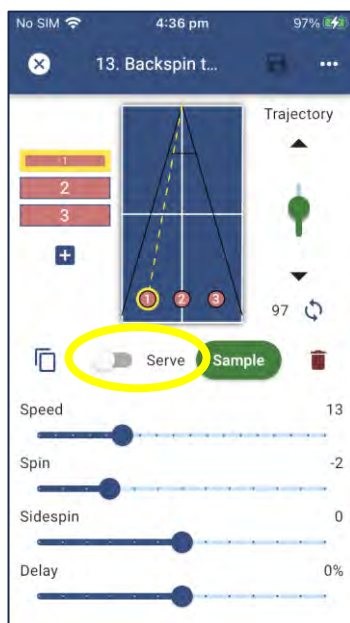 No SIM 4:36 pm 97%
13. Backspin t... 
Trajectory
1
2
3
1 2 3
97
Serve Sample
Speed 13
Spin -2
Sidespin 0
Delay 0%